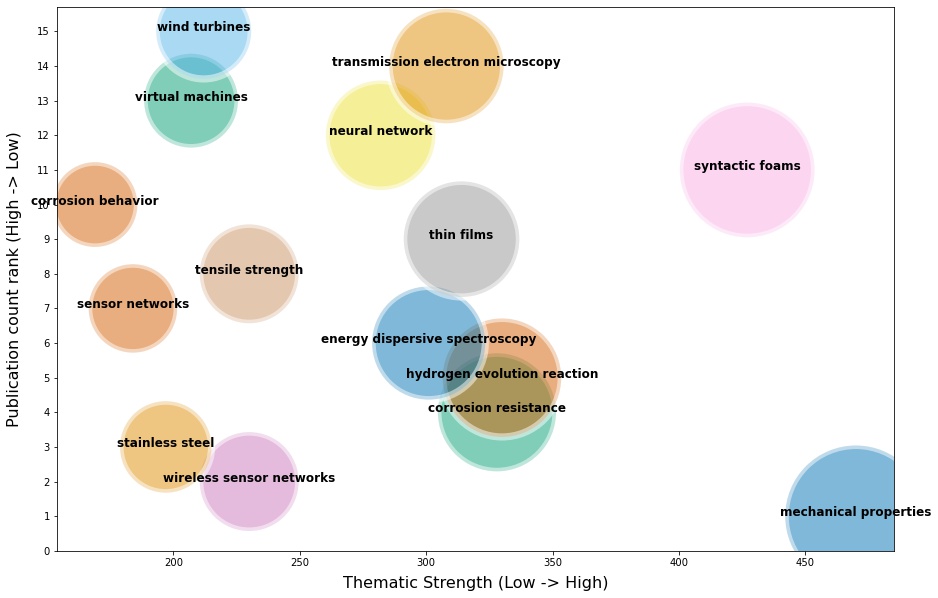 15
14
13
12
11
10
9
8
7
6
5
4
3
2
1
0
Publication count rank (High -> Low)
wind turbines
transmission electron microscopy
virtual machines
neural network
syntactic foams
corrosion behavior
thin films
tensile strength
sensor networks
energy dispersive spectroscopy
hydrogen evolution reaction
corrosion resistance
stainless steel
wireless sensor networks
mechanical properties
200
250
300
350
400
450
Thematic Strength (Low -> High)